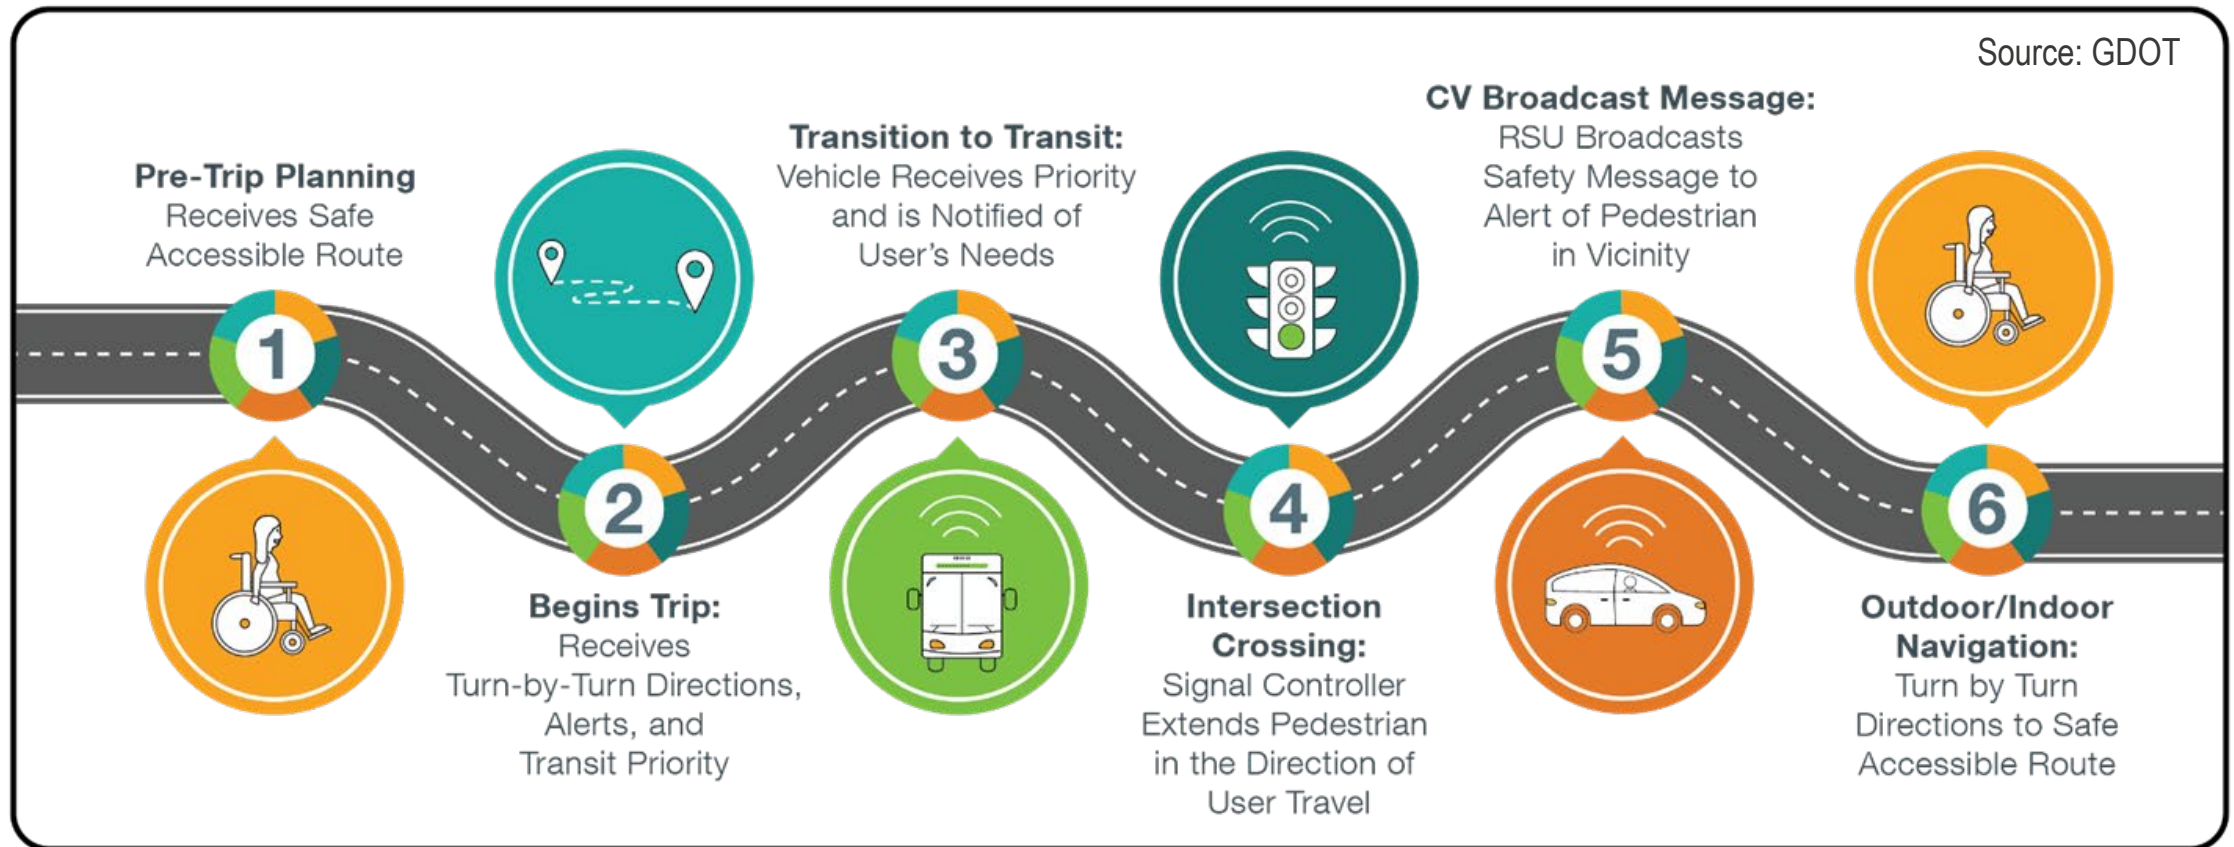 Source: GDOT
Pre-Trip Planning
Receives Safe
Accessible Route
1
2
Begins Trip:
Receives
Turn-by-Turn Directions,
Alerts, and
Transit Priority
Transition to Transit:
Vehicle Receives Priority
and is Notified of
User's Needs
3
4
Intersection
Crossing:
Signal Controller
Extends Pedestrian
in the Direction of
User Travel
CV Broadcast Message:
RSU Broadcasts
Safety Message to
Alert of Pedestrian
in Vicinity
5
6
Outdoor/Indoor
Navigation:
Turn by Turn
Directions to Safe
Accessible Route